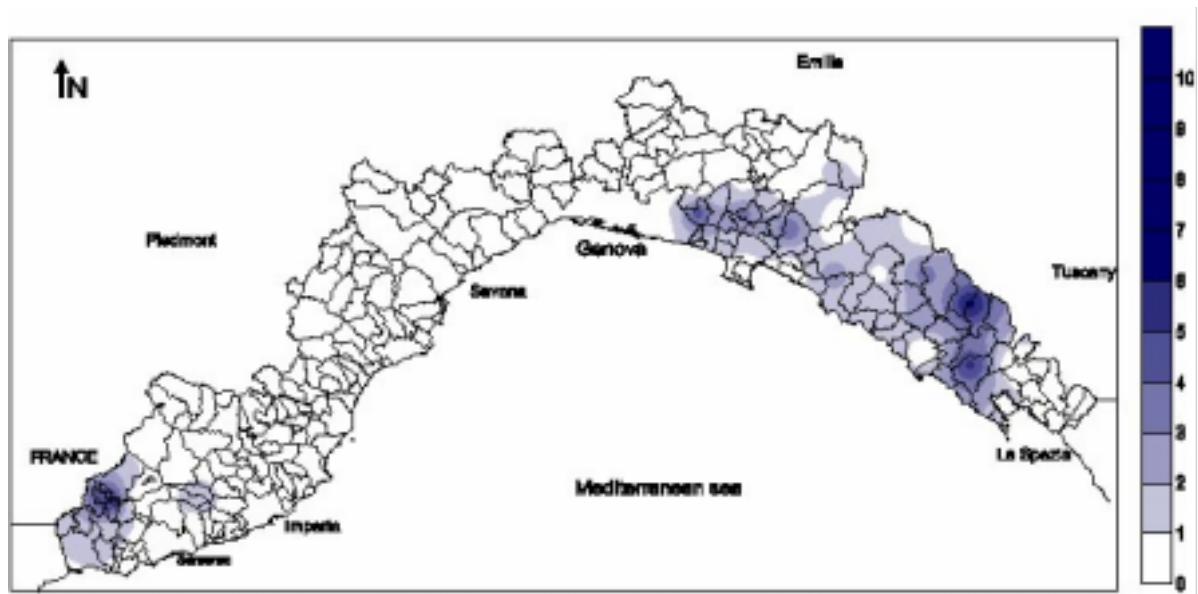 N
Emilia
Piedmont
Genova
Tuscany
Savona
FRANCE
La Spezia
Mediterranean sea
Imperia
Sanremo
10
9
8
7
6
5
4
3
2
1
0